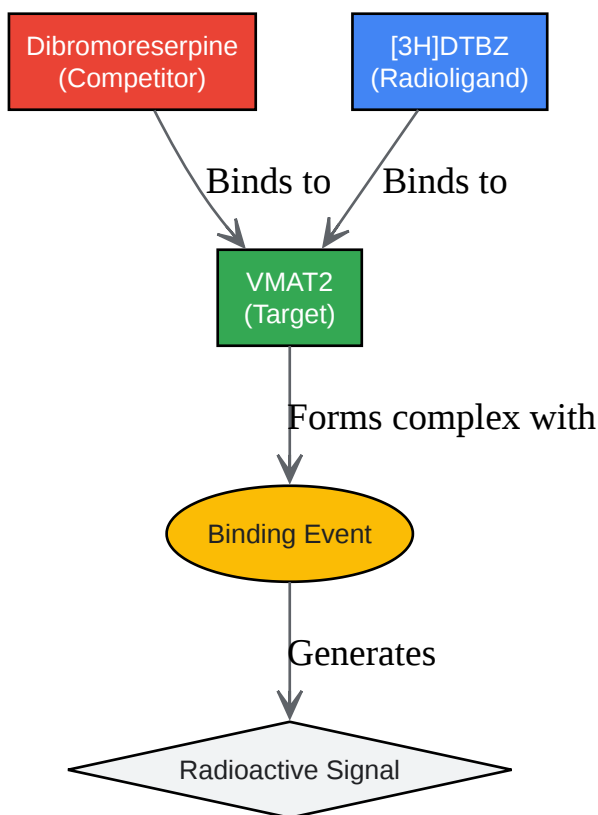 Dibromoreserpine
(Competitor)
[3H]DTBZ
(Radioligand)
Binds to
Binds to
VMAT2
(Target)
Forms complex with
Binding Event
Generates
Radioactive Signal